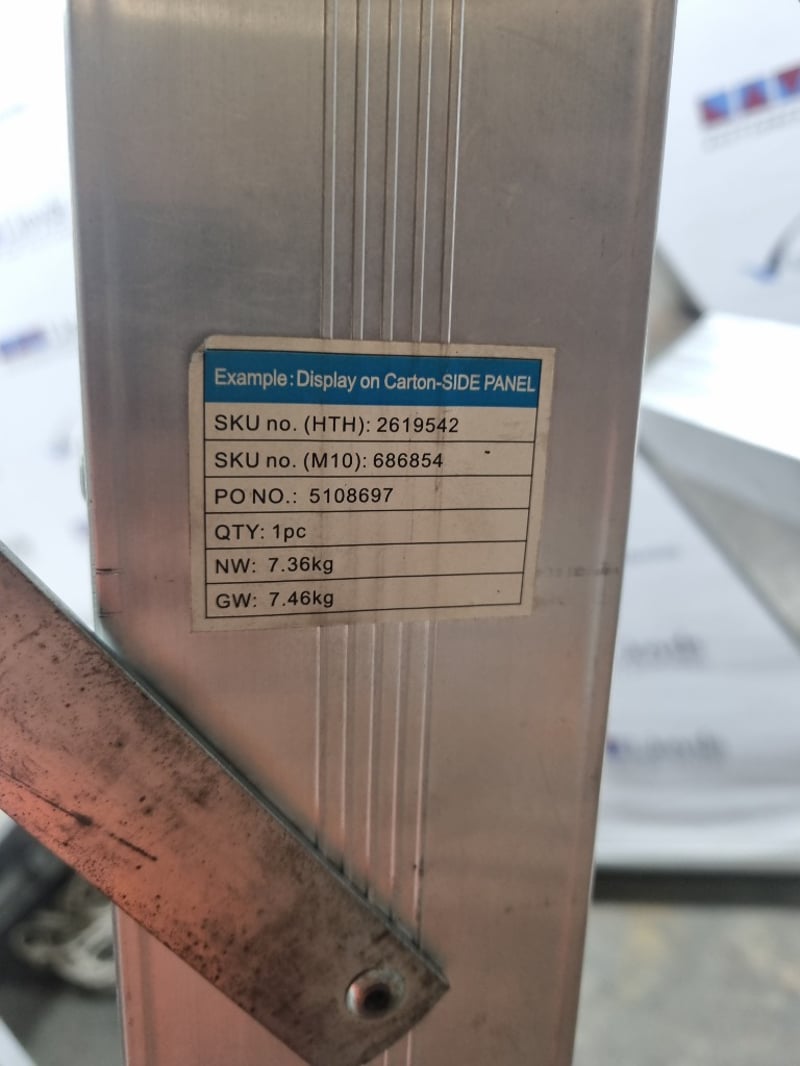 Example:Display on Carton-SIDE PANEL
SKU no. (HTH): 2619542
SKU no. (M10): 686854
PO NO.: 5108697
QTY: 1pc
NW: 7.36kg
GW: 7.46kg